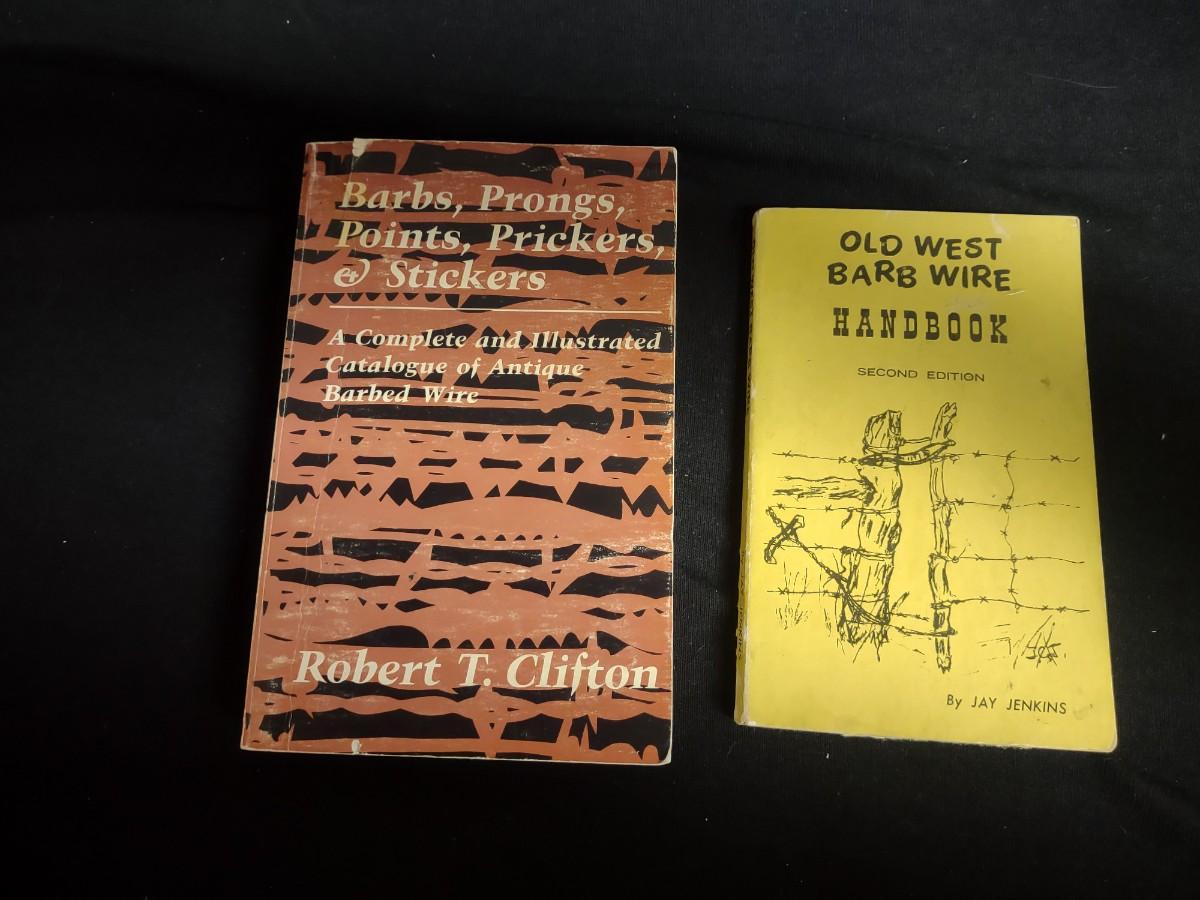 Barbs, Prongs,
Points, Prickers,
& Stickers
A Complete and Illustrated
Catalogue of Antique
Barbed Wire
Robert T. Clifton
OLD WEST
BARB WIRE
HANDBOOK
SECOND EDITION
By JAY JENKINS